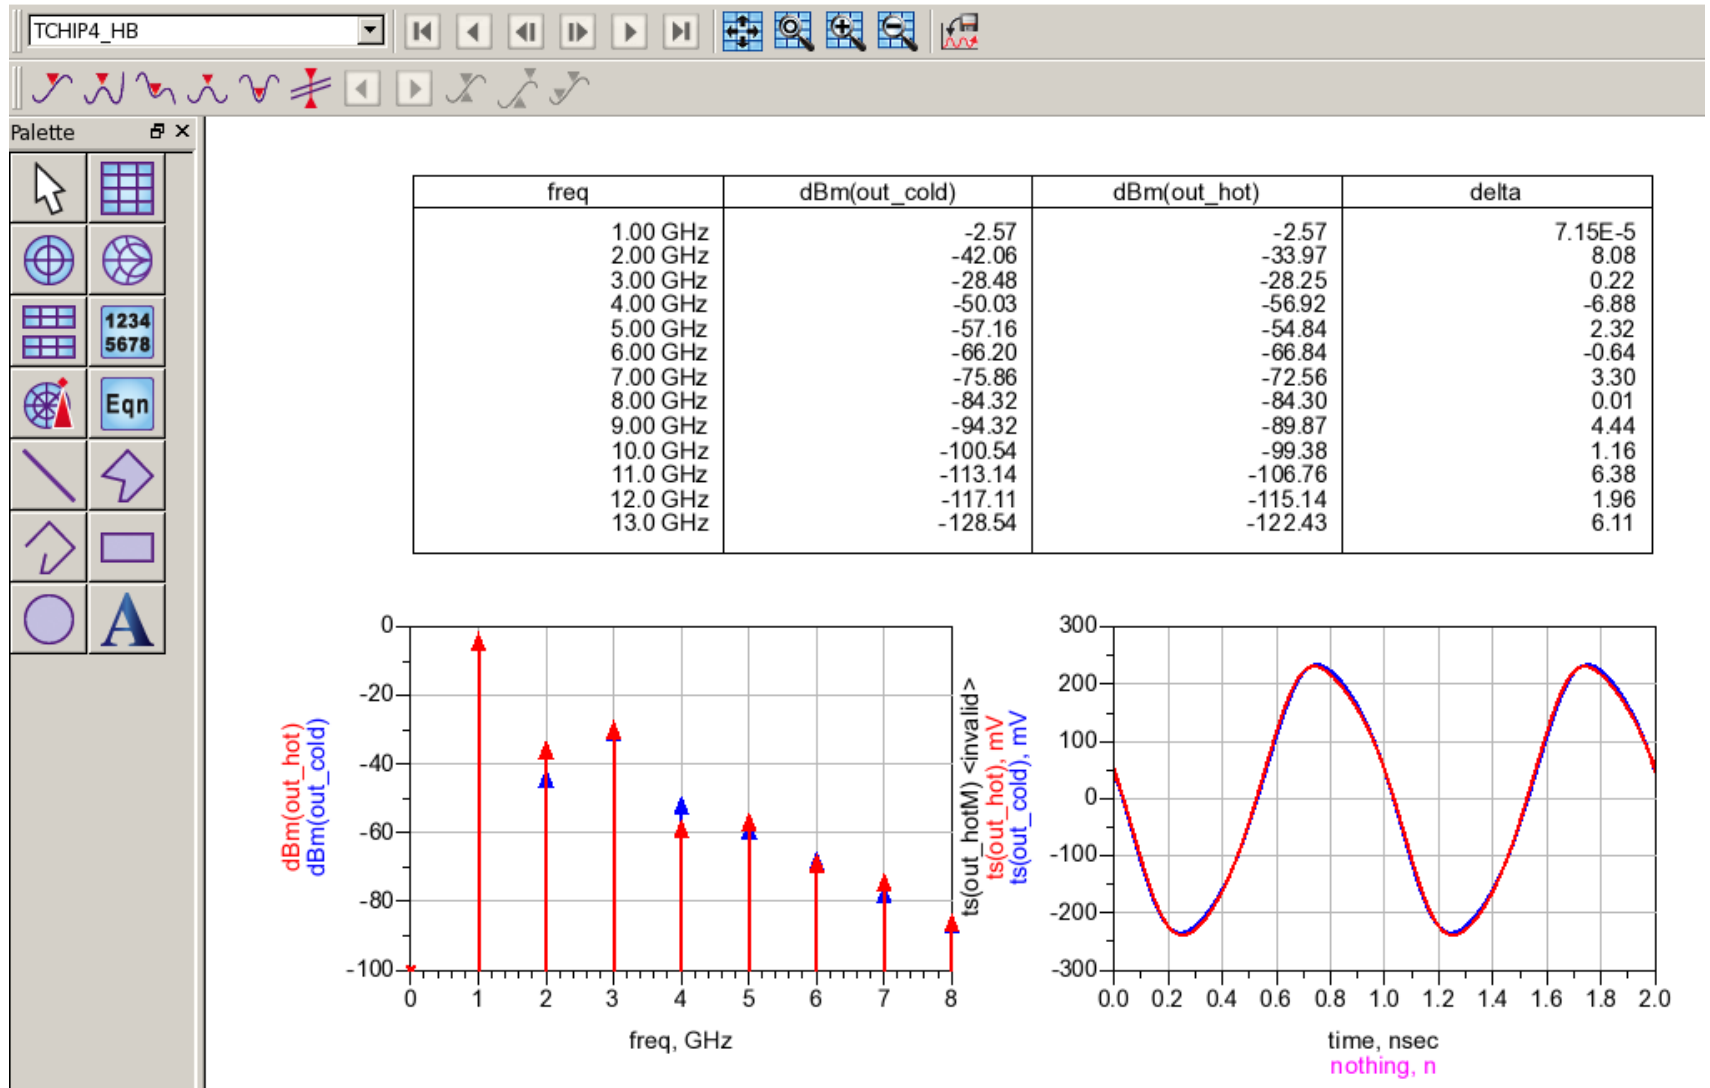 TCHIP4_HB
Palette
1234
5678
Eqn
A
freq dBm(out_cold) dBm(out_hot) delta
1.00 GHz -2.57 -2.57 7.15E-5
2.00 GHz -42.06 -33.97 8.08
3.00 GHz -28.48 -28.25 0.22
4.00 GHz -50.03 -56.92 -6.88
5.00 GHz -57.16 -54.84 2.32
6.00 GHz -66.20 -66.84 -0.64
7.00 GHz -75.86 -72.56 3.30
8.00 GHz -84.32 -84.30 0.01
9.00 GHz -94.32 -89.87 4.44
10.0 GHz -100.54 -99.38 1.16
11.0 GHz -113.14 -106.76 6.38
12.0 GHz -117.11 -115.14 1.96
13.0 GHz -128.54 -122.43 6.11
dBm(out_hot)
dBm(out_cold)
0
-20
-40
-60
-80
-100
0 1 2 3 4 5 6 7 8
freq, GHz
ts(out_hotM) <invalid>
ts(out_hot), mV
ts(out_cold), mV
300
200
100
0
-100
-200
-300
0.0 0.2 0.4 0.6 0.8 1.0 1.2 1.4 1.6 1.8 2.0
time, nsec
nothing, n